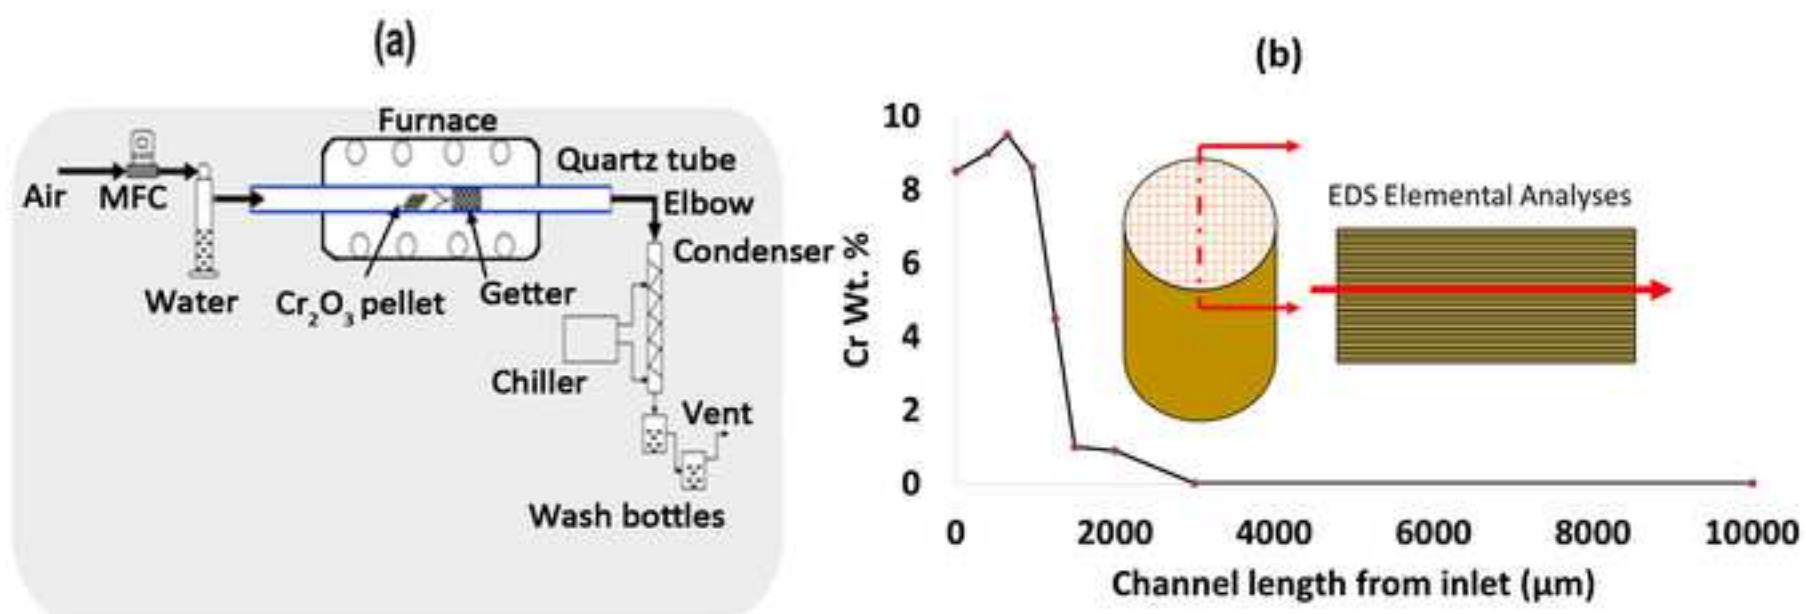 (a)
Furnace
Quartz tube
Air
MFC
Elbow
Condenser
Water
Cr₂O₃ pellet
Getter
Chiller
Vent
Wash bottles
(b)
10
8
6
4
2
0
Cr Wt. %
EDS Elemental Analyses
0 2000 4000 6000 8000 10000
Channel length from inlet (µm)